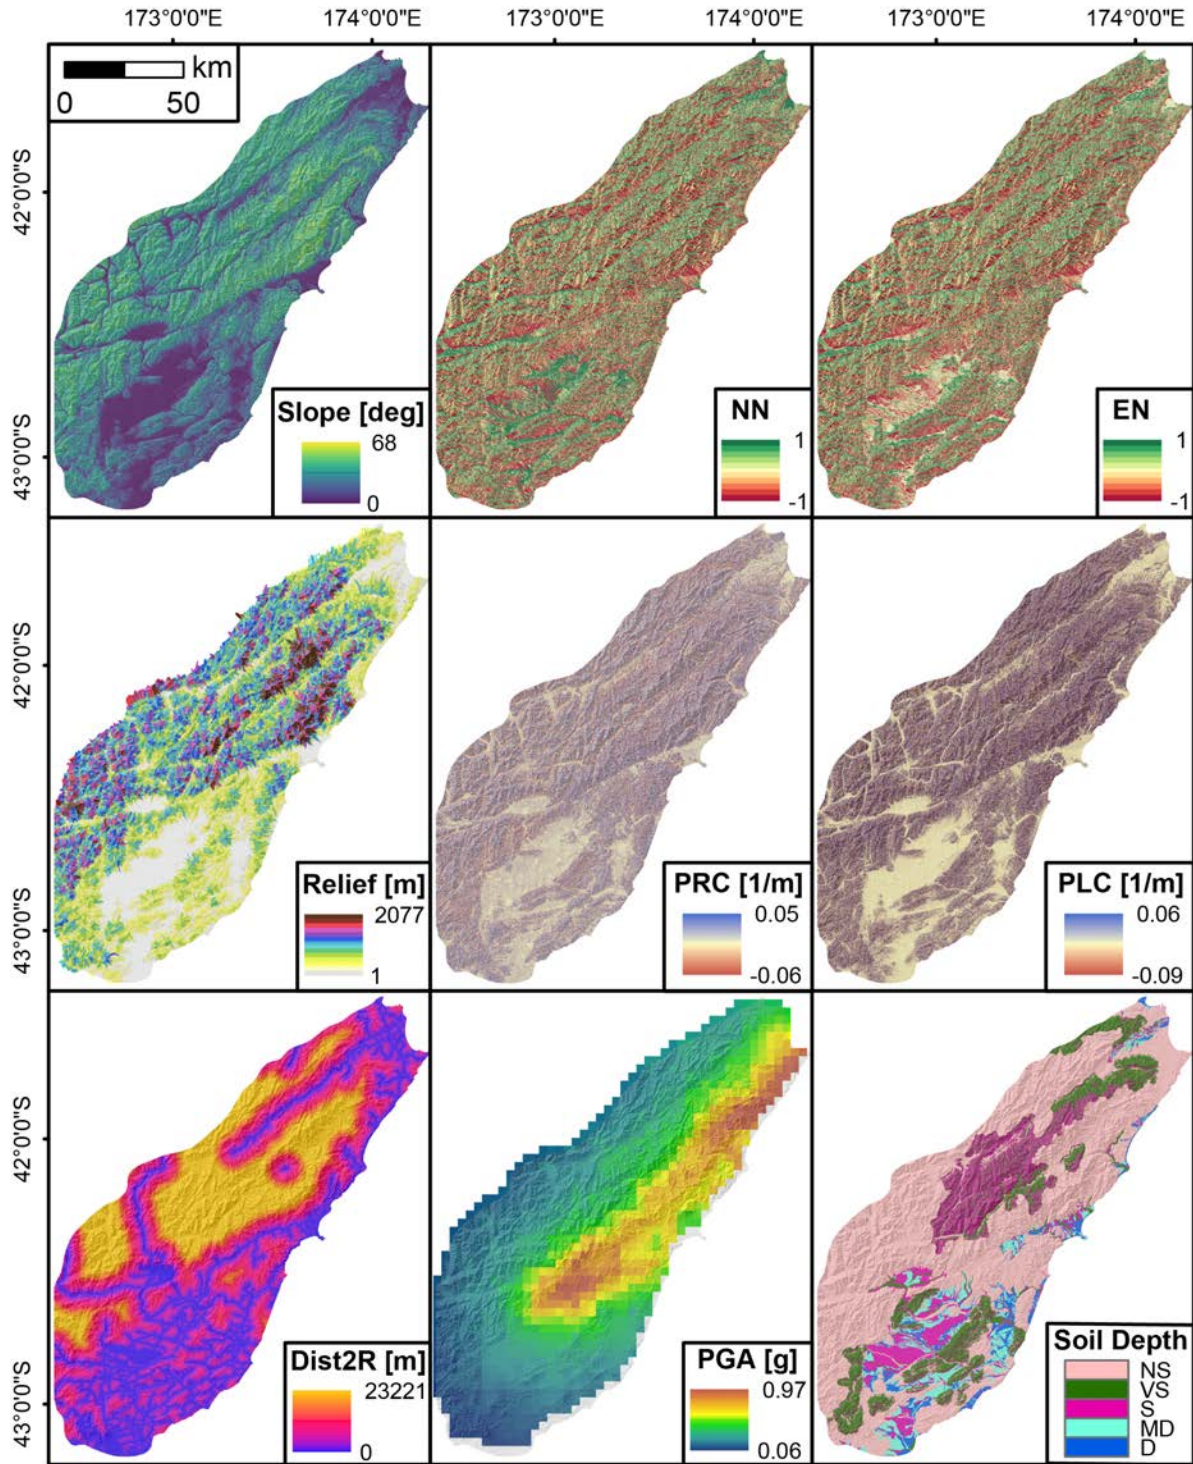 173°0'0"E 174°0'0"E 173°0'0"E 174°0'0"E 173°0'0"E 174°0'0"E
km
0 50
42°0'0"S
43°0'0"S
Slope [deg]
68
0
NN
1
-1
EN
1
-1
42°0'0"S
43°0'0"S
Relief [m]
2077
1
PRC [1/m]
0.05
-0.06
PLC [1/m]
0.06
-0.09
42°0'0"S
43°0'0"S
Dist2R [m]
23221
0
PGA [g]
0.97
0.06
Soil Depth
NS
VS
S
MD
D